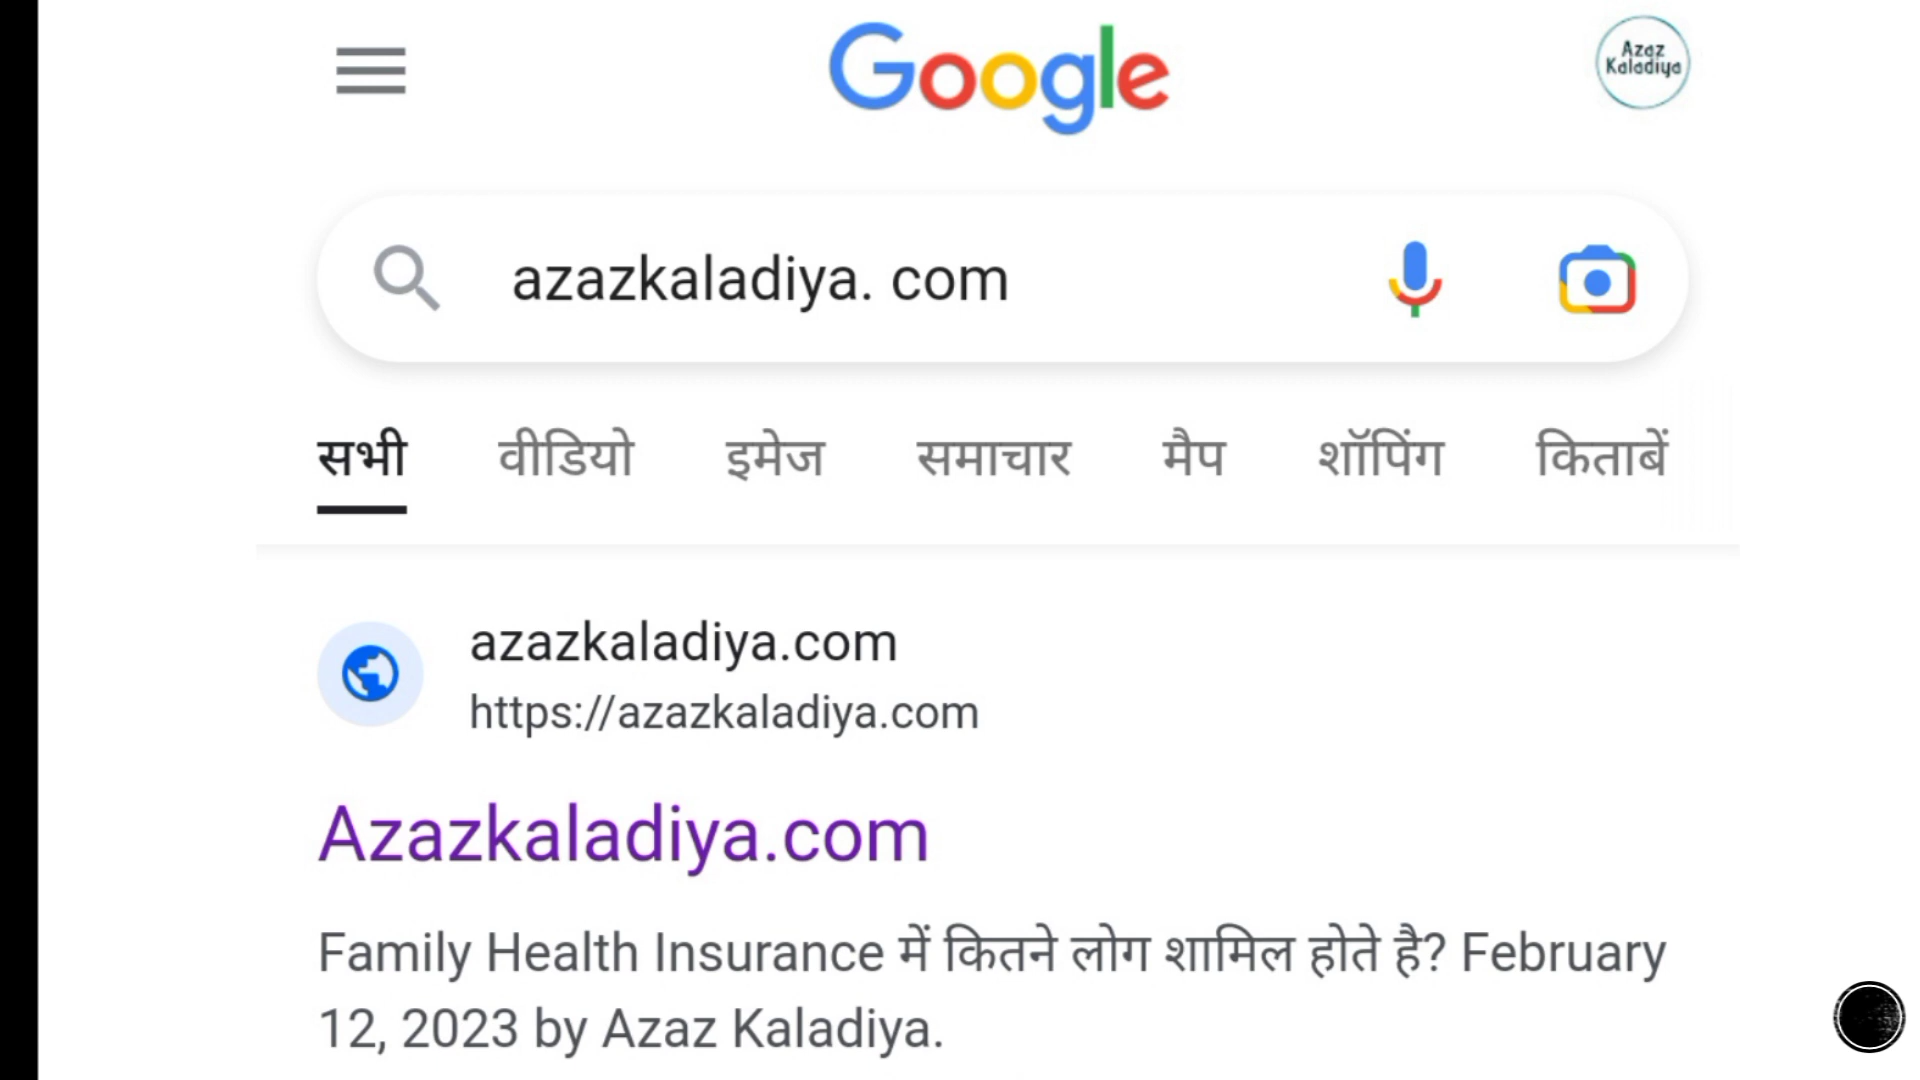 Google
Azaz
Kaladiya
azazkaladiya. com
सभी वीडियो इमेज समाचार मैप शॉपिंग किताबें
azazkaladiya.com
https://azazkaladiya.com
Azazkaladiya.com
Family Health Insurance में कितने लोग शामिल होते है? February
12, 2023 by Azaz Kaladiya.